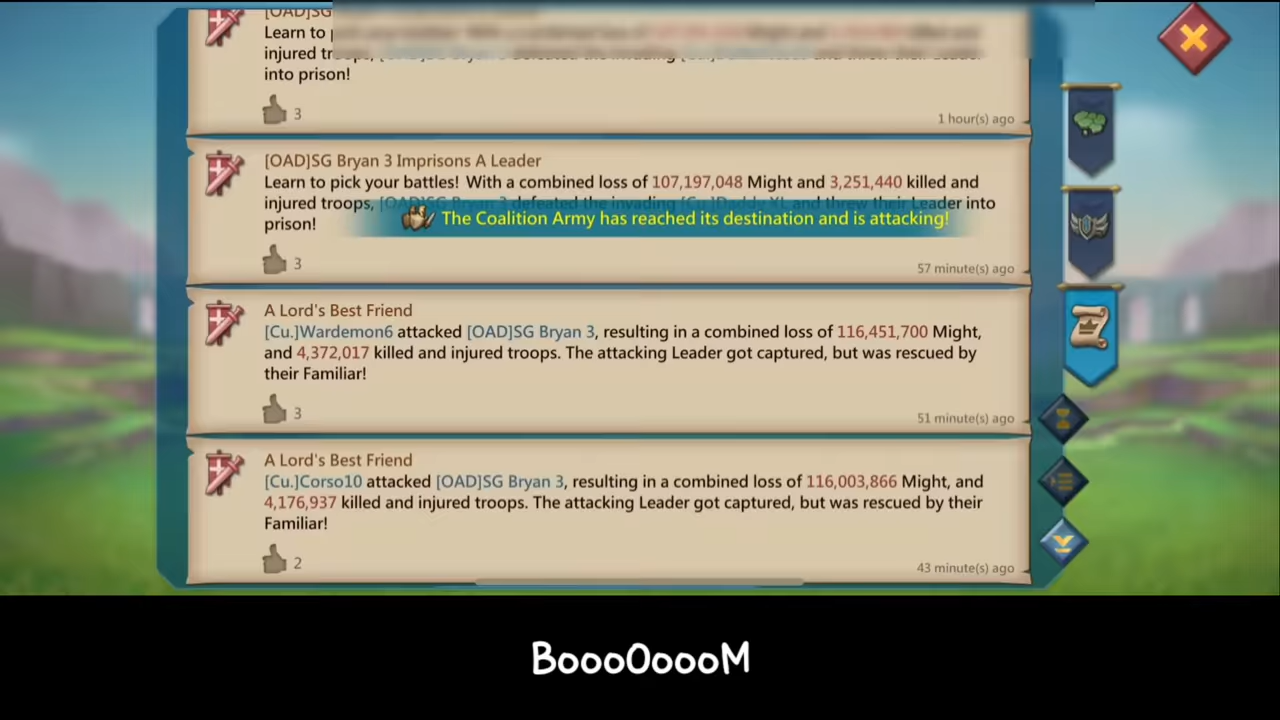 [OAD]SG
Learn to
injured
into prison!
3
1 hour(s) ago
[OAD]SG Bryan 3 Imprisons A Leader
Learn to pick your battles! With a combined loss of 107,197,048 Might and 3,251,440 killed and
injured troops, [OAD]SG Bryan 3 defeated the invading [Cu.]Daddy XL and threw their Leader into
The Coalition Army has reached its destination and is attacking!
prison!
3
57 minute(s) ago
A Lord's Best Friend
[Cu.]Wardemon6 attacked [OAD]SG Bryan 3, resulting in a combined loss of 116,451,700 Might,
and 4,372,017 killed and injured troops. The attacking Leader got captured, but was rescued by
their Familiar!
3
51 minute(s) ago
A Lord's Best Friend
[Cu.]Corso10 attacked [OAD]SG Bryan 3, resulting in a combined loss of 116,003,866 Might, and
4,176,937 killed and injured troops. The attacking Leader got captured, but was rescued by their
Familiar!
2
43 minute(s) ago
BoooOoooM